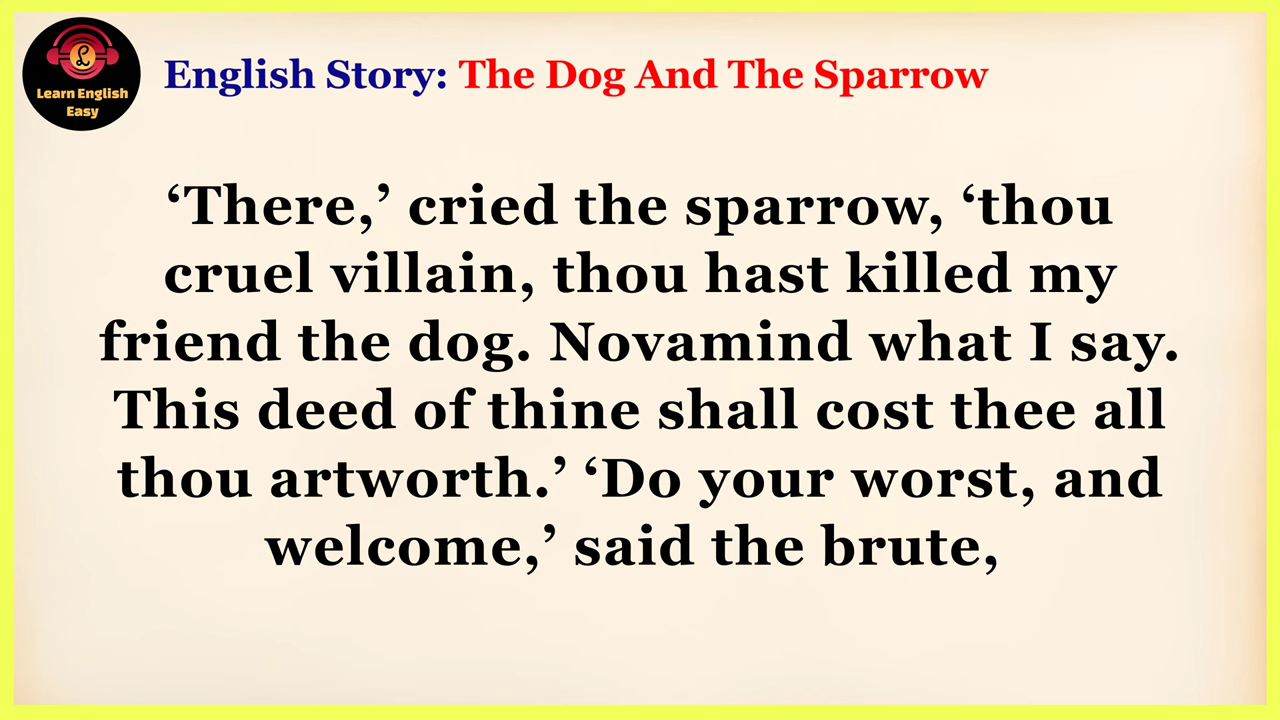 Learn English
Easy
English Story: The Dog And The Sparrow
‘There,’ cried the sparrow, ‘thou
cruel villain, thou hast killed my
friend the dog. Novamind what I say.
This deed of thine shall cost thee all
thou artworth.’ ‘Do your worst, and
welcome,’ said the brute,